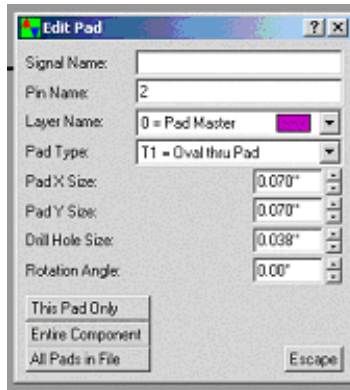 Edit Pad
Signal Name:
Pin Name: 2
Layer Name: 0 = Pad Master
Pad Type: T1 = Oval thru Pad
Pad X Size: 0.070"
Pad Y Size: 0.070"
Drill Hole Size: 0.038"
Rotation Angle: 0.00°
This Pad Only
Entire Component
All Pads in File
Escape